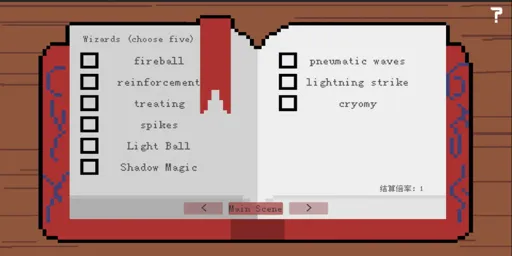 ?
Wizards (choose five)
fireball
reinforcement
treating
spikes
Light Ball
Shadow Magic
pneumatic waves
lightning strike
cryomy
结算倍率: 1
< Main Scene >